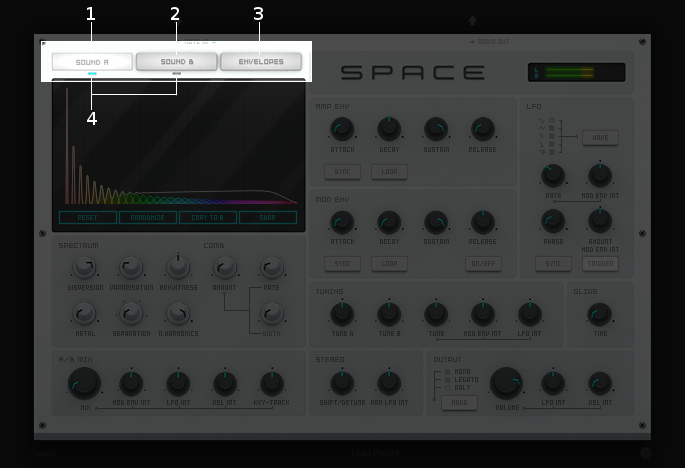 1 2 3
AUDIO OUT
SOUND A SOUND B ENVELOPES
SPACE
L
R
4
AMP ENV LFO
ATTACK DECAY SUSTAIN RELEASE
WAVE
SYNC LOOP
RATE MOD ENV INT
MOD ENV
RESET RANDOMIZE COPY TO B SWAP
ATTACK DECAY SUSTAIN RELEASE
PHASE AMOUNT
MOD ENV INT
SYNC LOOP ON/OFF SYNC TRIGGER
SPECTRUM COMB
DISPERSION VAPORISATION BRIGHTNESS AMOUNT RATE
TUNING GLIDE
METAL SEPARATION N.HARMONICS WIDTH
TUNE A TUNE B TUNE MOD ENV INT LFO INT TIME
A/B MIX STEREO OUTPUT
MONO
LEGATO
POLY
MIX MOD ENV INT LFO INT VEL INT KEY-TRACK
SHIFT/DETUNE PAN LFO INT
MODE
VOLUME LFO INT VEL INT